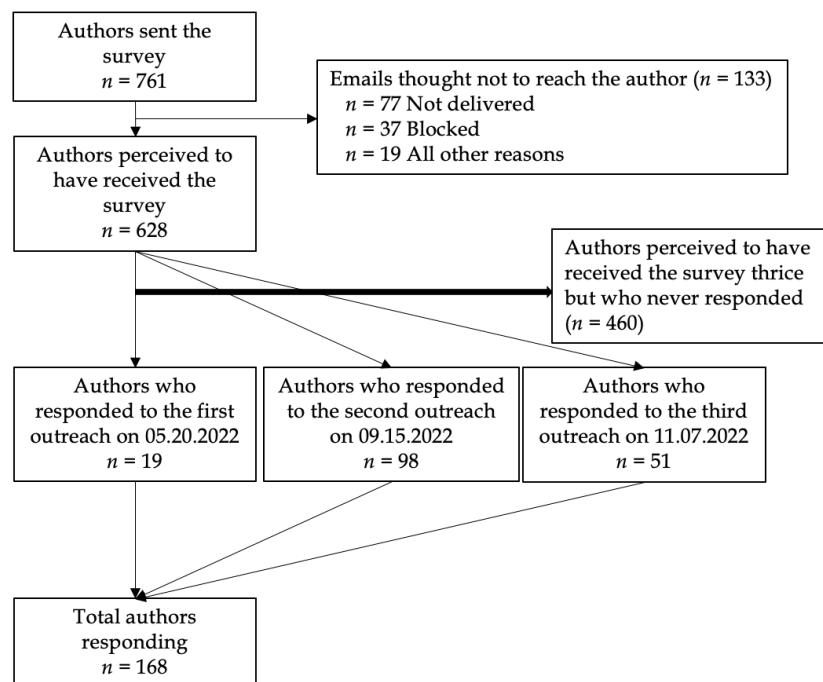 Authors sent the
survey
n = 761
Emails thought not to reach the author (n = 133)
n = 77 Not delivered
n = 37 Blocked
n = 19 All other reasons
Authors perceived to
have received the
survey
n = 628
Authors perceived to have
received the survey thrice
but who never responded
(n = 460)
Authors who
responded to the first
outreach on 05.20.2022
n = 19
Authors who responded
to the second outreach
on 09.15.2022
n = 98
Authors who
responded to the third
outreach on 11.07.2022
n = 51
Total authors
responding
n = 168